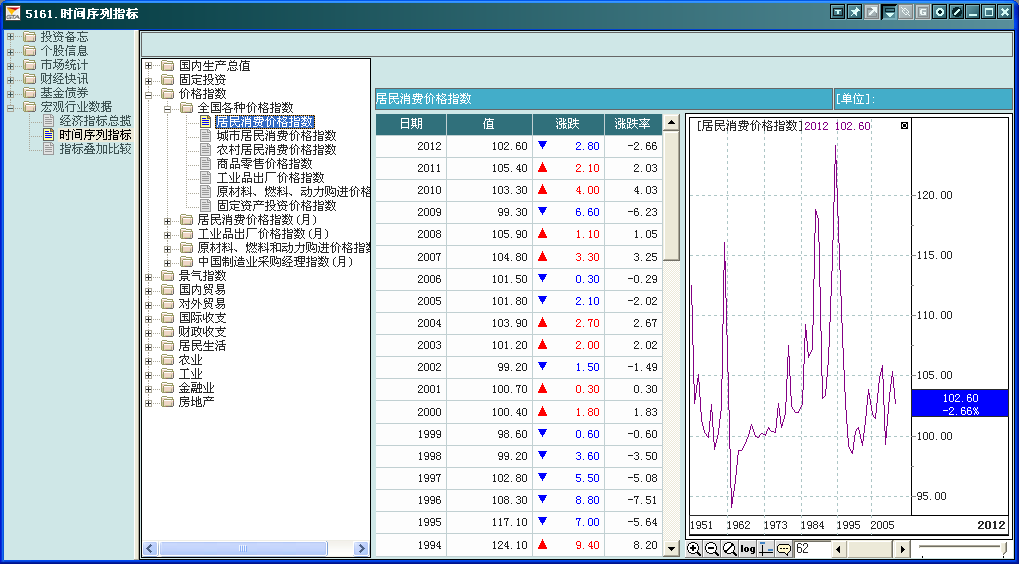 5161.时间序列指标
投资备忘
个股信息
市场统计
财经快讯
基金债券
宏观行业数据
经济指标总揽
时间序列指标
指标叠加比较
国内生产总值
固定投资
价格指数
全国各种价格指数
居民消费价格指数
城市居民消费价格指数
农村居民消费价格指数
商品零售价格指数
工业品出厂价格指数
原材料、燃料、动力购进价格
固定资产投资价格指数
居民消费价格指数(月)
工业品出厂价格指数(月)
原材料、燃料和动力购进价格指数
中国制造业采购经理指数(月)
景气指数
国内贸易
对外贸易
国际收支
财政收支
居民生活
农业
工业
金融业
房地产
居民消费价格指数 [单位]:
日期 值 涨跌 涨跌率
2012 102.60 ▼ 2.80 -2.66
2011 105.40 ▲ 2.10 2.03
2010 103.30 ▲ 4.00 4.03
2009 99.30 ▼ 6.60 -6.23
2008 105.90 ▲ 1.10 1.05
2007 104.80 ▲ 3.30 3.25
2006 101.50 ▼ 0.30 -0.29
2005 101.80 ▼ 2.10 -2.02
2004 103.90 ▲ 2.70 2.67
2003 101.20 ▲ 2.00 2.02
2002 99.20 ▼ 1.50 -1.49
2001 100.70 ▲ 0.30 0.30
2000 100.40 ▲ 1.80 1.83
1999 98.60 ▼ 0.60 -0.60
1998 99.20 ▼ 3.60 -3.50
1997 102.80 ▼ 5.50 -5.08
1996 108.30 ▼ 8.80 -7.51
1995 117.10 ▼ 7.00 -5.64
1994 124.10 ▲ 9.40 8.20
[居民消费价格指数]2012 102.60
120.00
115.00
110.00
105.00
102.60
-2.66%
100.00
95.00
1951 1962 1973 1984 1995 2005 2012
log 62